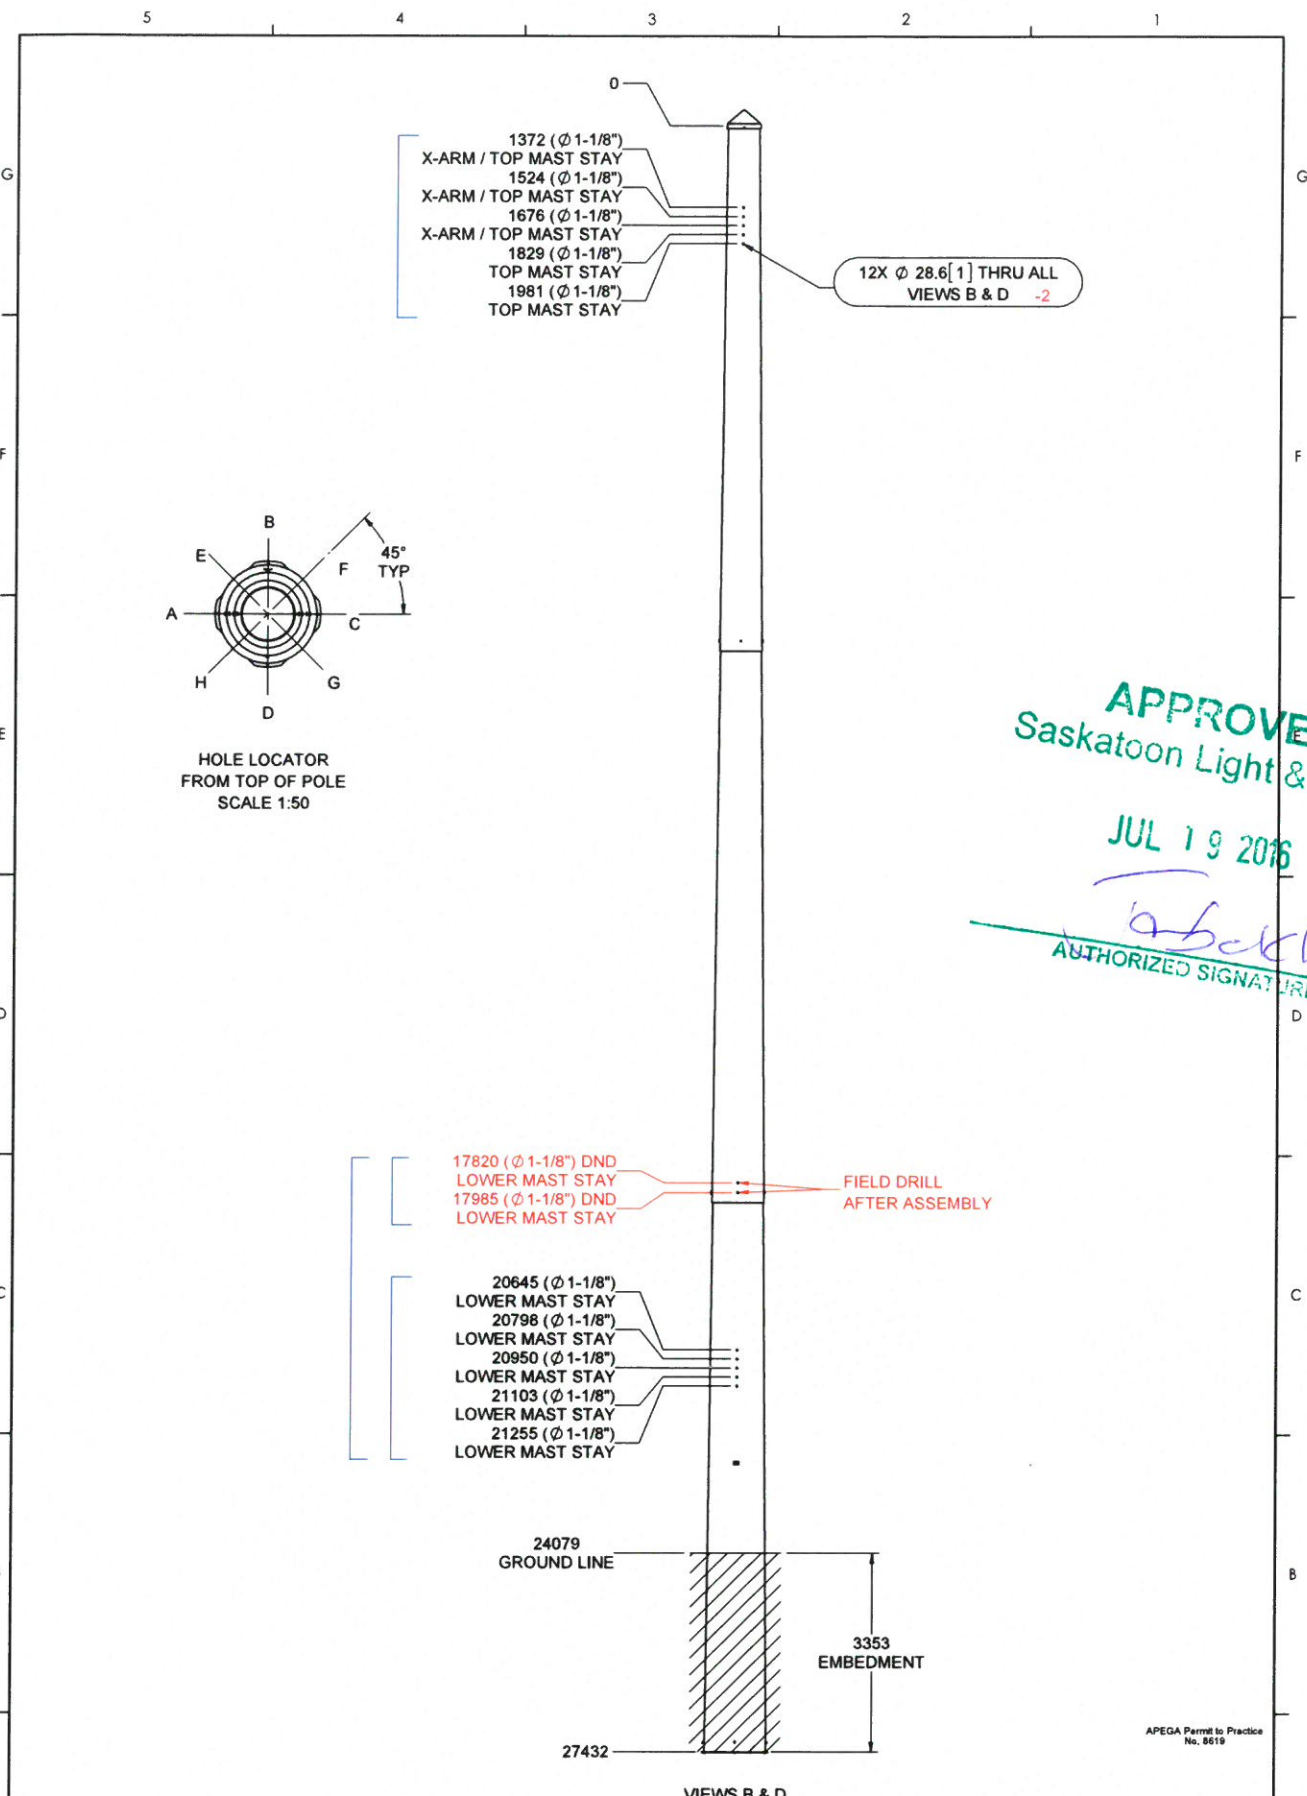 5 4 3 2 1
0
1372 (Ø 1-1/8")
X-ARM / TOP MAST STAY
1524 (Ø 1-1/8")
X-ARM / TOP MAST STAY
1676 (Ø 1-1/8")
X-ARM / TOP MAST STAY
1829 (Ø 1-1/8")
TOP MAST STAY
1981 (Ø 1-1/8")
TOP MAST STAY
G
G
12X Ø 28.6[1] THRU ALL
VIEWS B & D -2
F
F
B
E
F
45°
TYP
A
C
H
G
D
HOLE LOCATOR
FROM TOP OF POLE
SCALE 1:50
E
E
APPROVE
Saskatoon Light &
JUL 19 2016
AUTHORIZED SIGNATURE
D
D
17820 (Ø 1-1/8") DND
LOWER MAST STAY
17985 (Ø 1-1/8") DND
LOWER MAST STAY
FIELD DRILL
AFTER ASSEMBLY
C
C
20645 (Ø 1-1/8")
LOWER MAST STAY
20798 (Ø 1-1/8")
LOWER MAST STAY
20950 (Ø 1-1/8")
LOWER MAST STAY
21103 (Ø 1-1/8")
LOWER MAST STAY
21255 (Ø 1-1/8")
LOWER MAST STAY
24079
GROUND LINE
B
3353
EMBEDMENT
27432
APEGA Permit to Practice
No. 8619
VIEWS B & D